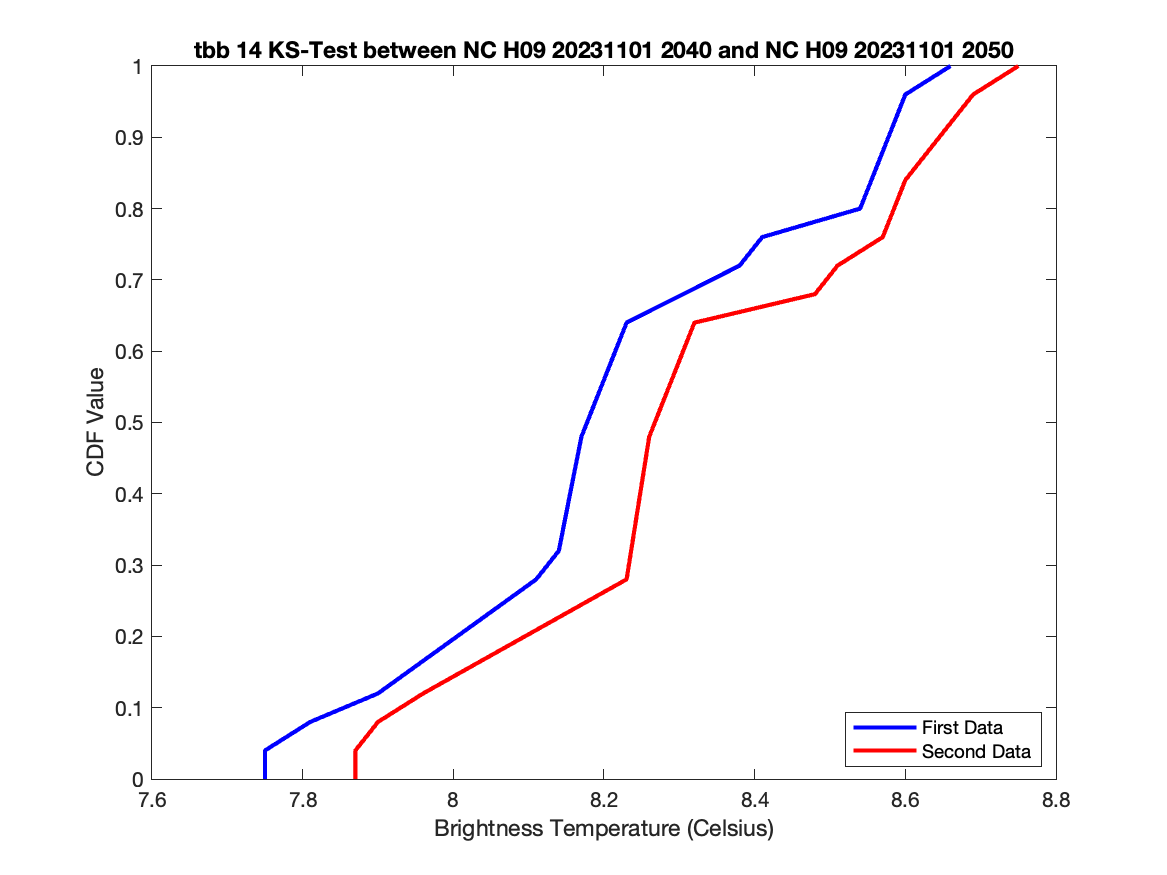 tbb 14 KS-Test between NC H09 20231101 2040 and NC H09 20231101 2050
1
0.9
0.8
0.7
0.6
0.5
0.4
0.3
0.2
0.1
0
CDF Value
First Data
Second Data
7.6 7.8 8 8.2 8.4 8.6 8.8
Brightness Temperature (Celsius)